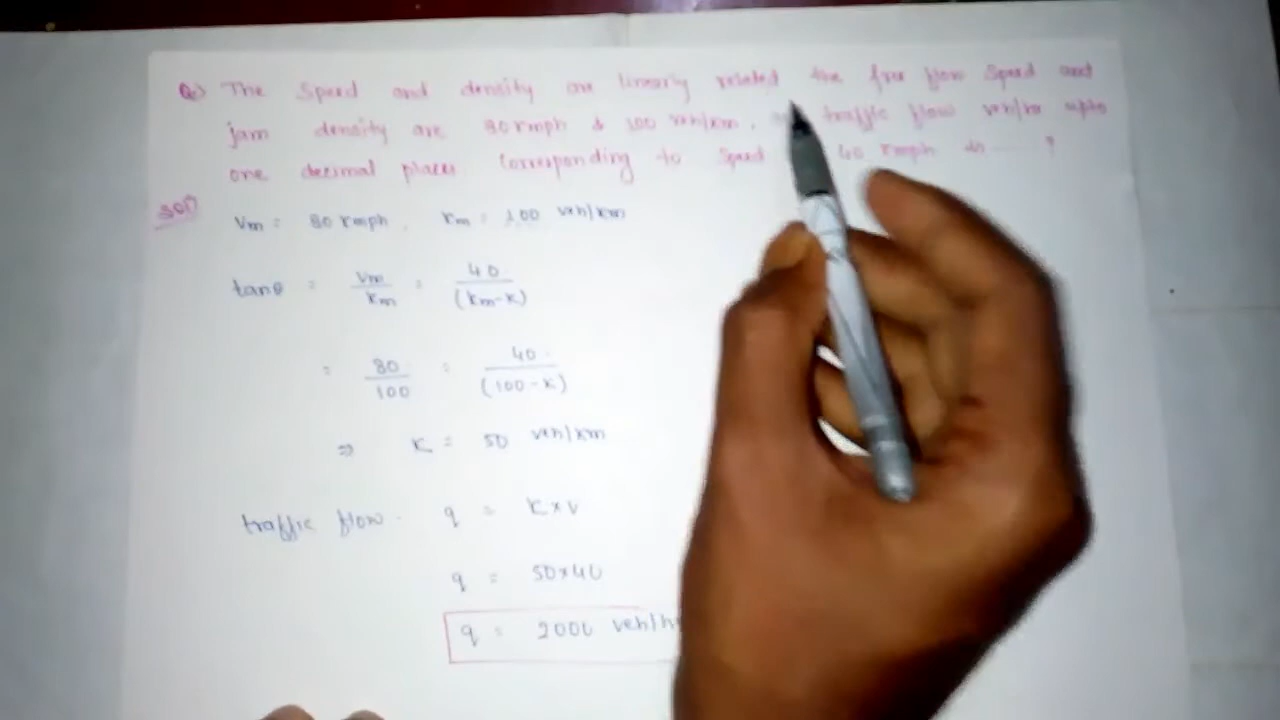 Q) The Speed and density are linearly related the free flow Speed and
jam density are 80 kmph & 100 veh/km, traffic flow veh/hr upto
one decimal places Corresponding to Speed 40 kmph is ---- ?
Sol?
Vm = 80 kmph, Km = 100 veh/km
tanθ = Vm/Km = 40/(Km-K)
= 80/100 = 40/(100-K)
⇒ K = 50 veh/km
traffic flow. q = K×V
q = 50×40
q = 2000 veh/hr